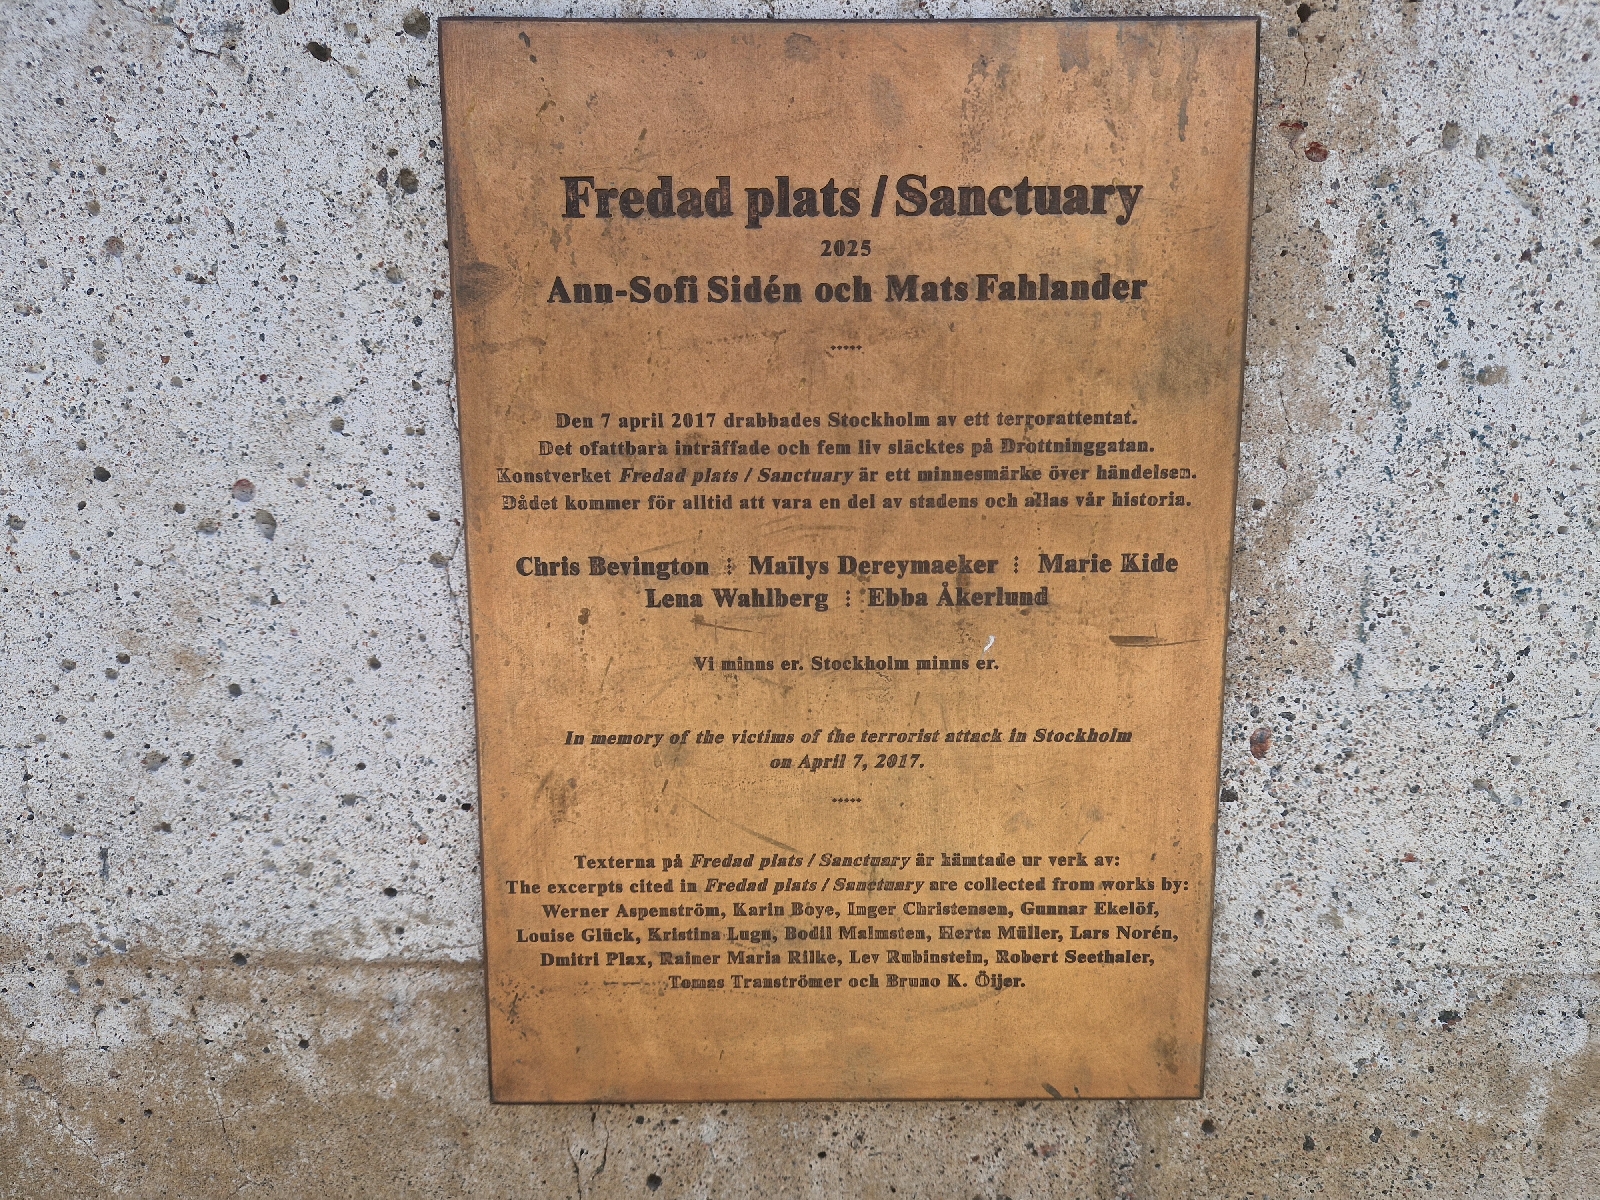 Fredad plats / Sanctuary
2025
Ann-Sofi Sidén och Mats Fahlander
Den 7 april 2017 drabbades Stockholm av ett terrorattentat.
Det ofattbara inträffade och fem liv släcktes på Drottninggatan.
Konstverket Fredad plats / Sanctuary är ett minnesmärke över händelsen.
Dådet kommer för alltid att vara en del av stadens och allas vår historia.
Chris Bevington ⁞ Maïlys Dereymaeker ⁞ Marie Kide
Lena Wahlberg ⁞ Ebba Åkerlund
Vi minns er. Stockholm minns er.
In memory of the victims of the terrorist attack in Stockholm
on April 7, 2017.
Texterna på Fredad plats / Sanctuary är hämtade ur verk av:
The excerpts cited in Fredad plats / Sanctuary are collected from works by:
Werner Aspenström, Karin Boye, Inger Christensen, Gunnar Ekelöf,
Louise Glück, Kristina Lugn, Bodil Malmsten, Herta Müller, Lars Norén,
Dmitri Plax, Rainer Maria Rilke, Lev Rubinstein, Robert Seethaler,
Tomas Tranströmer och Bruno K. Öijer.